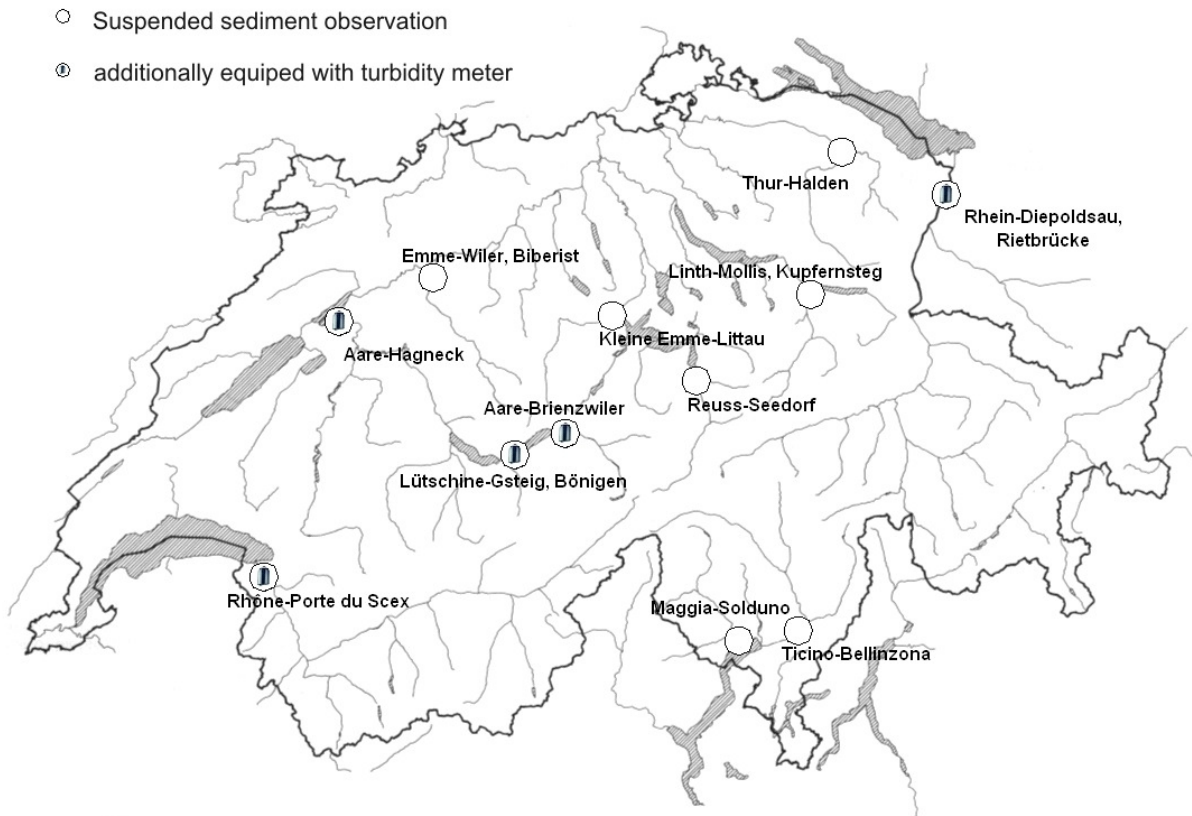 Suspended sediment observation
additionally equiped with turbidity meter
Thur-Halden
Rhein-Diepoldsau,
Rietbrücke
Emme-Wiler, Biberist
Linth-Mollis, Kupfernsteg
Kleine Emme-Littau
Aare-Hagneck
Aare-Brienzwiler
Reuss-Seedorf
Lütschine-Gsteig, Bönigen
Rhône-Porte du Scex
Maggia-Solduno
Ticino-Bellinzona